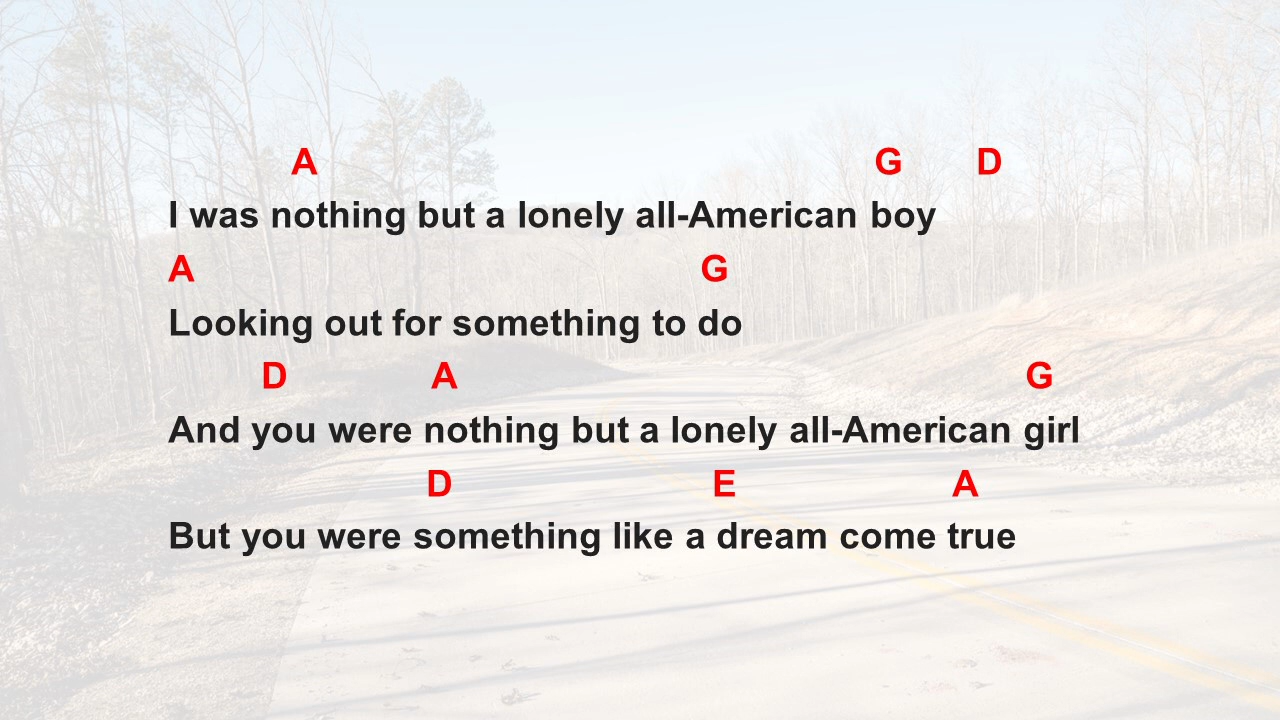 A G D
I was nothing but a lonely all-American boy
A G
Looking out for something to do
D A G
And you were nothing but a lonely all-American girl
D E A
But you were something like a dream come true